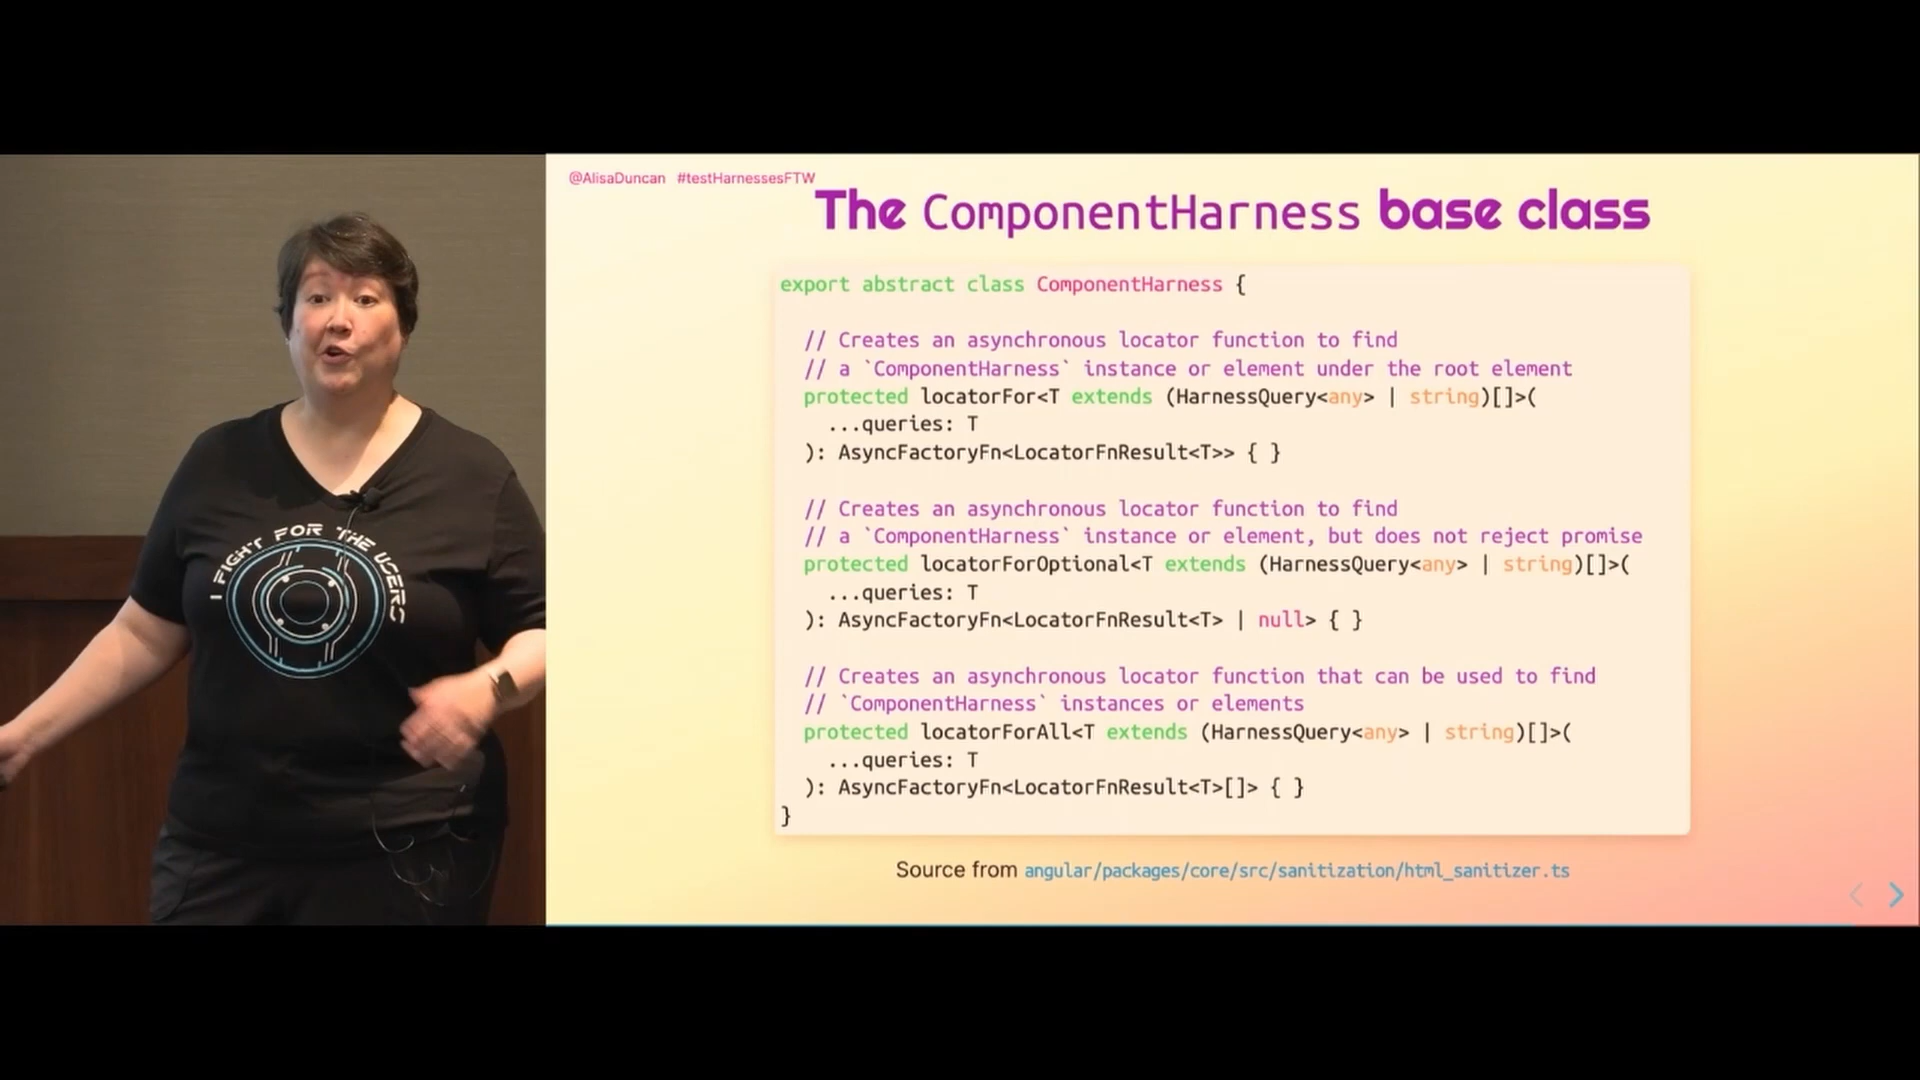 @AlisaDuncan #testHarnessesFTW
The ComponentHarness base class
export abstract class ComponentHarness {
// Creates an asynchronous locator function to find
// a `ComponentHarness` instance or element under the root element
protected locatorFor<T extends (HarnessQuery<any> | string)[]>(
...queries: T
): AsyncFactoryFn<LocatorFnResult<T>> { }
// Creates an asynchronous locator function to find
// a `ComponentHarness` instance or element, but does not reject promise
protected locatorForOptional<T extends (HarnessQuery<any> | string)[]>(
...queries: T
): AsyncFactoryFn<LocatorFnResult<T> | null> { }
// Creates an asynchronous locator function that can be used to find
// `ComponentHarness` instances or elements
protected locatorForAll<T extends (HarnessQuery<any> | string)[]>(
...queries: T
): AsyncFactoryFn<LocatorFnResult<T>[]> { }
}
Source from angular/packages/core/src/sanitization/html_sanitizer.ts
I FIGHT FOR THE USERS